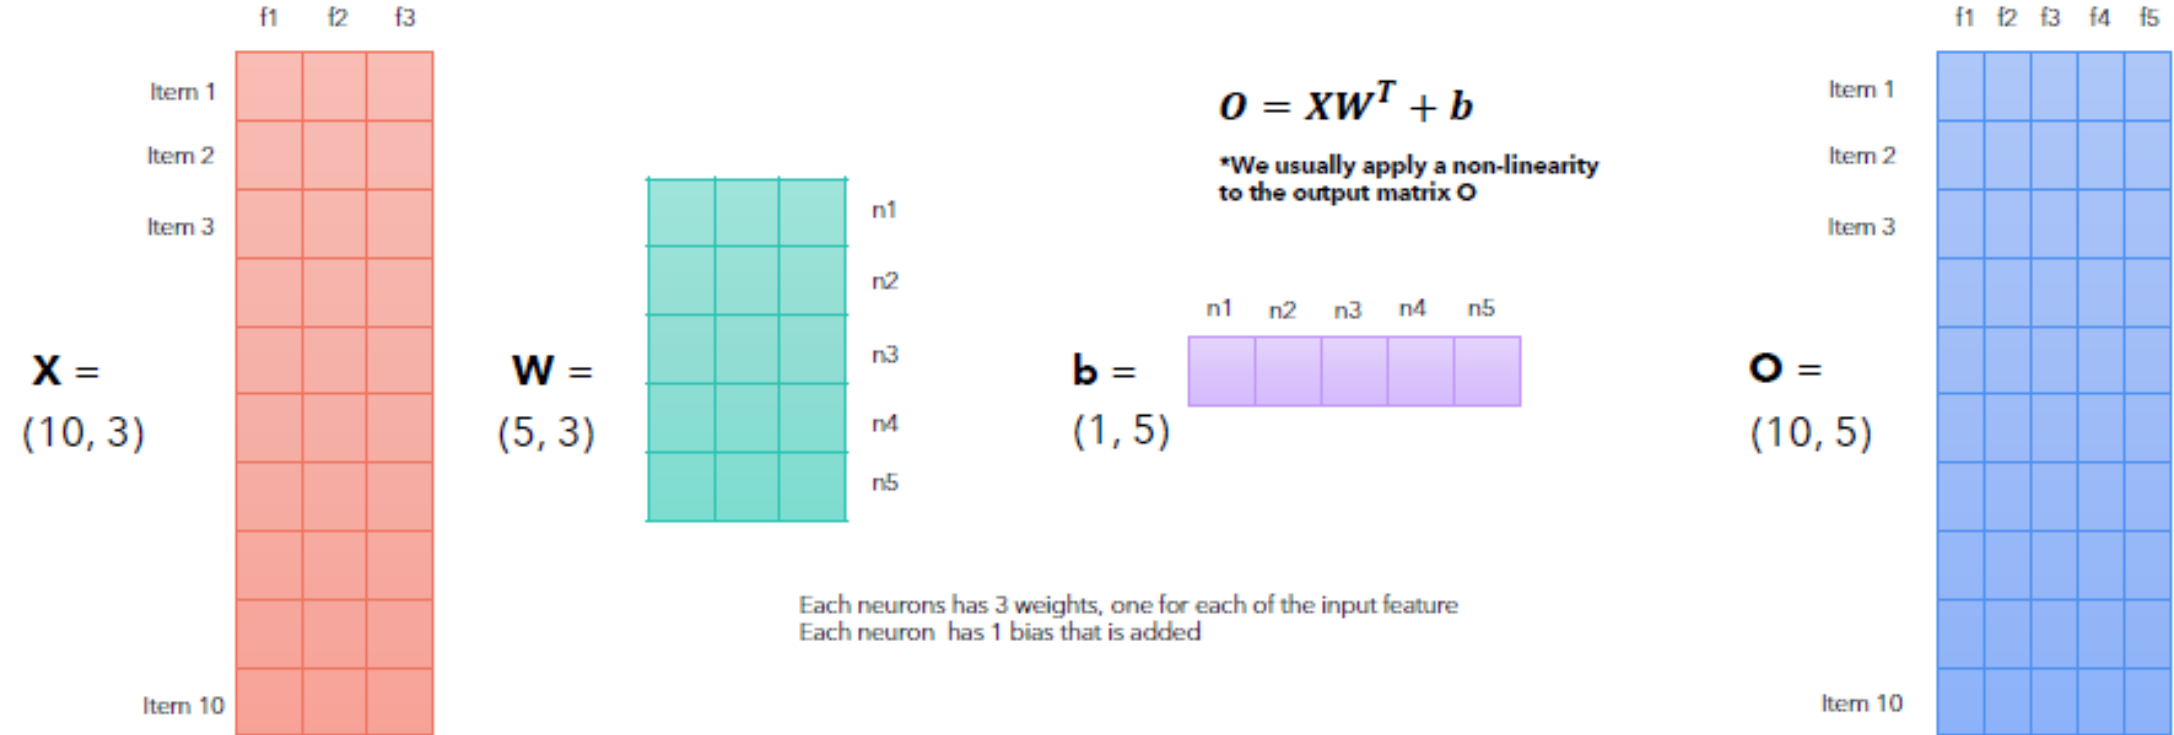 f1 f2 f3
Item 1
Item 2
Item 3
Item 10
X =
(10, 3)
W =
(5, 3)
n1
n2
n3
n4
n5
O = XW^T + b
*We usually apply a non-linearity
to the output matrix O
n1 n2 n3 n4 n5
b =
(1, 5)
Each neurons has 3 weights, one for each of the input feature
Each neuron has 1 bias that is added
f1 f2 f3 f4 f5
Item 1
Item 2
Item 3
Item 10
O =
(10, 5)